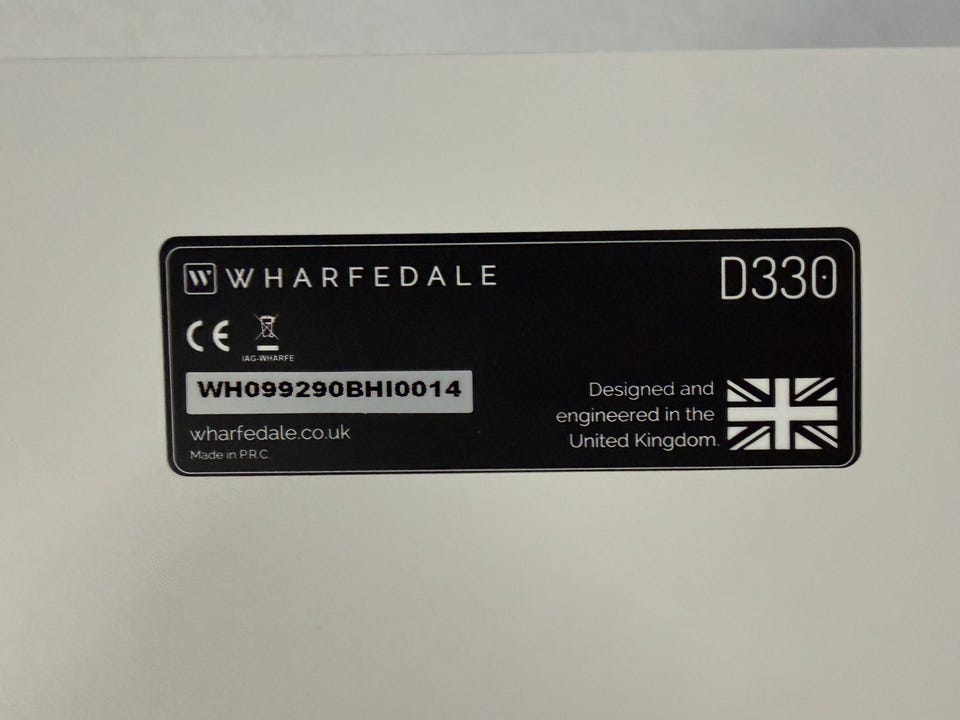 W WHARFEDALE
D330
CE
IAG-WHARFE
WH099290BHI0014
wharfedale.co.uk
Made in P.R.C.
Designed and
engineered in the
United Kingdom.